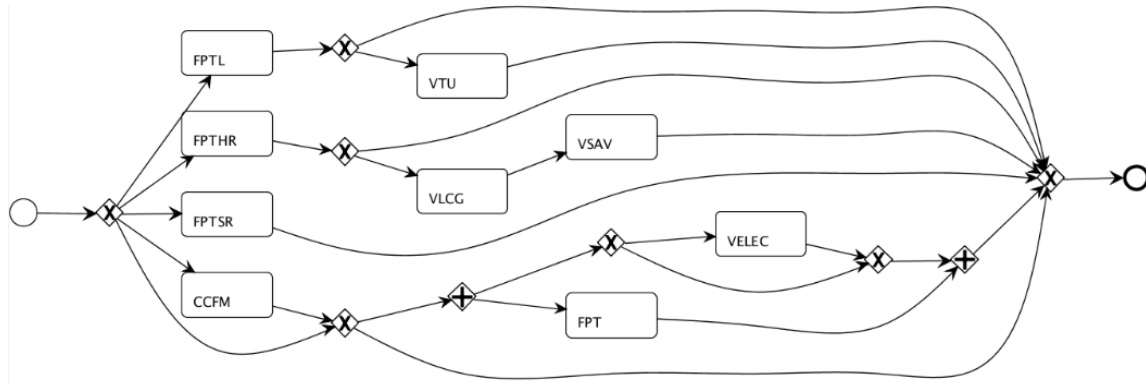 FPTL
VTU
FPTHR
VSAV
VLCG
FPTSR
VELEC
CCFM
FPT